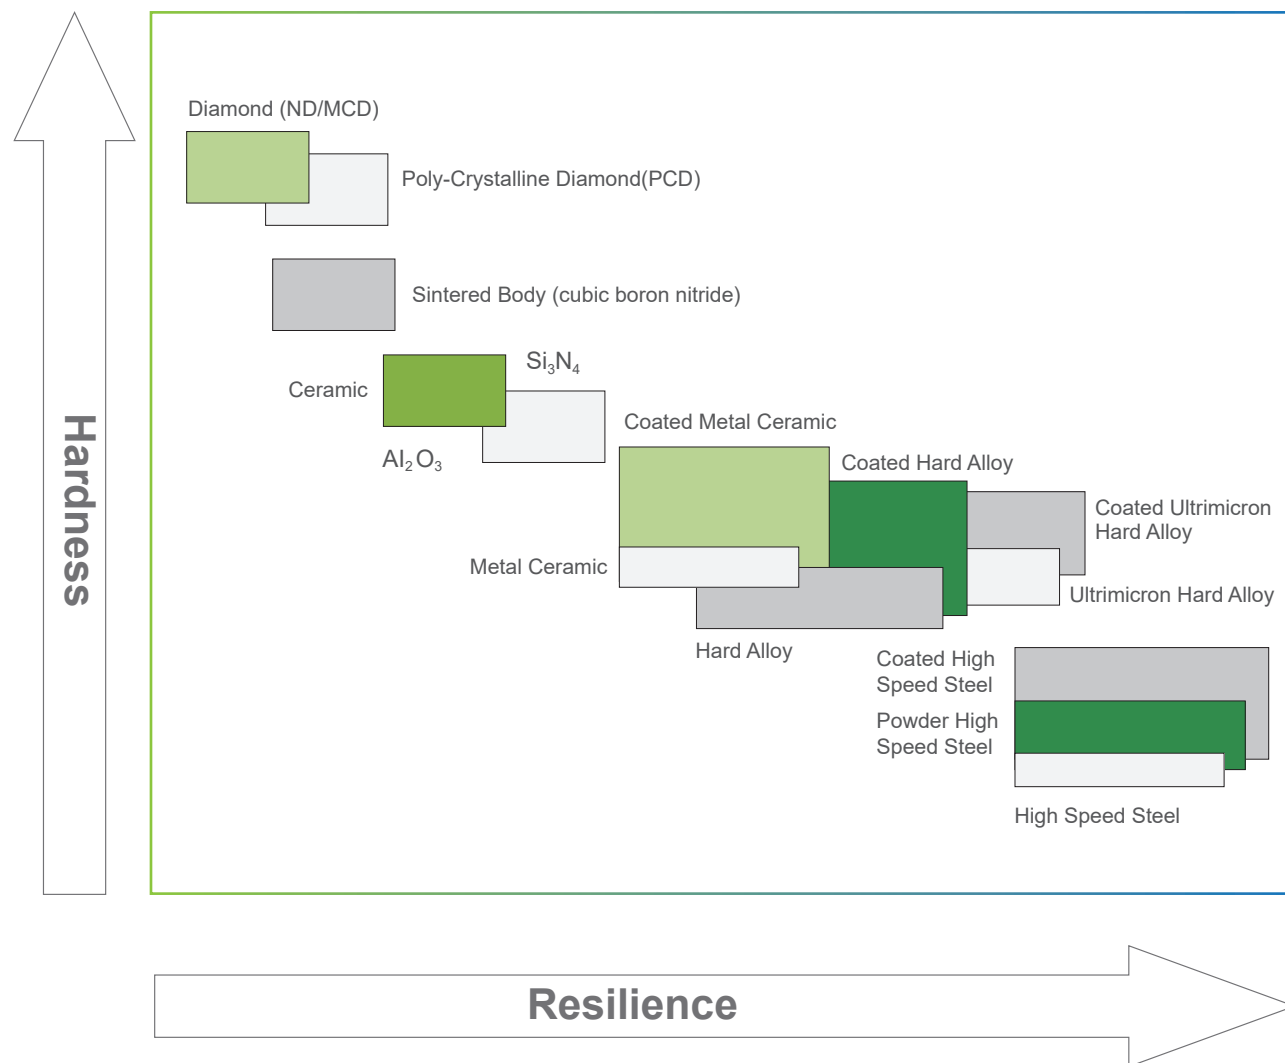 Diamond (ND/MCD)
Poly-Crystalline Diamond(PCD)
Sintered Body (cubic boron nitride)
Si₃N₄
Ceramic
Al₂O₃
Coated Metal Ceramic
Coated Hard Alloy
Coated Ultrimicron
Hard Alloy
Metal Ceramic
Ultrimicron Hard Alloy
Hard Alloy
Coated High
Speed Steel
Powder High
Speed Steel
High Speed Steel
Hardness
Resilience